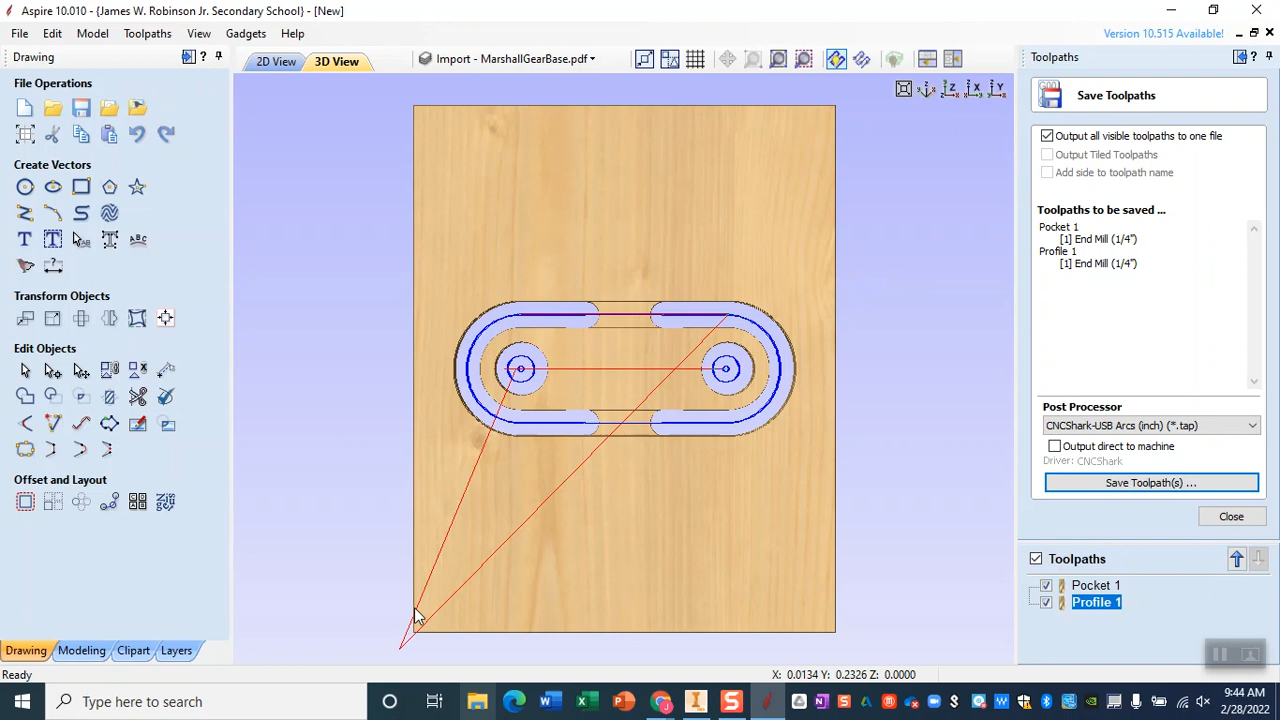 Aspire 10.010 - {James W. Robinson Jr. Secondary School} - [New]
File Edit Model Toolpaths View Gadgets Help
Version 10.515 Available!
Drawing
2D View 3D View
Import - MarshallGearBase.pdf
Z X Y
Toolpaths
File Operations
Save Toolpaths
Output all visible toolpaths to one file
Output Tiled Toolpaths
Add side to toolpath name
Create Vectors
Toolpaths to be saved ...
Pocket 1
[1] End Mill (1/4")
Profile 1
[1] End Mill (1/4")
Transform Objects
Edit Objects
Post Processor
CNCShark-USB Arcs (inch) (*.tap)
Output direct to machine
Driver: CNCShark
Save Toolpath(s) ...
Offset and Layout
Close
Toolpaths
Pocket 1
Profile 1
Drawing Modeling Clipart Layers
Ready
X: 0.0134 Y: 0.2326 Z: 0.0000
Type here to search
9:44 AM
2/28/2022